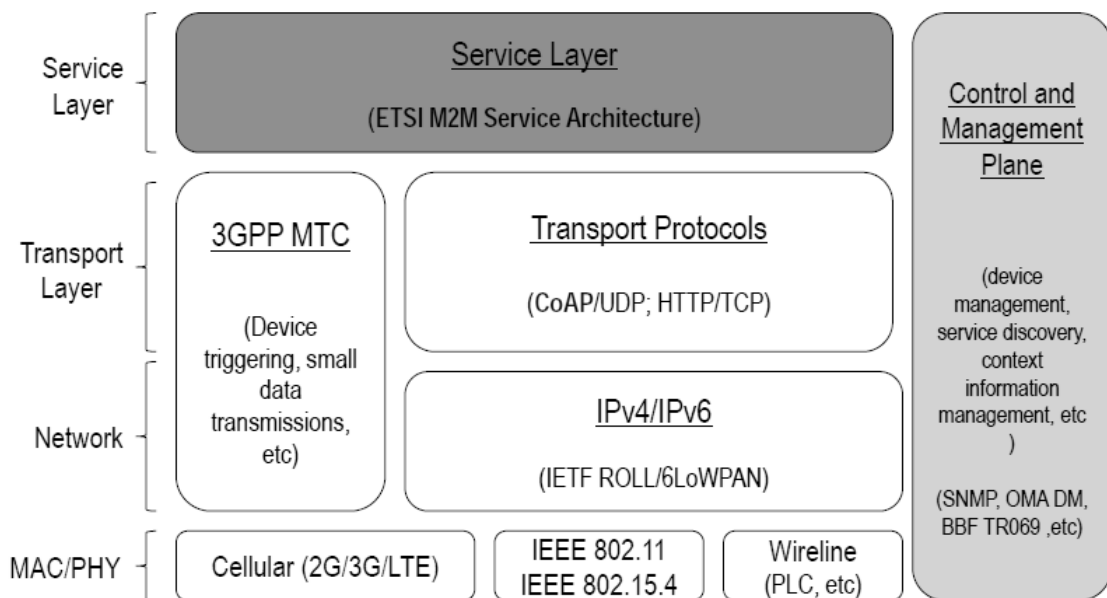 Service
Layer
Service Layer
(ETSI M2M Service Architecture)
Control and
Management
Plane
(device
management,
service discovery,
context
information
management, etc
)
(SNMP, OMA DM,
BBF TR069 ,etc)
Transport
Layer
3GPP MTC
(Device
triggering, small
data
transmissions,
etc)
Transport Protocols
(CoAP/UDP; HTTP/TCP)
Network
IPv4/IPv6
(IETF ROLL/6LoWPAN)
MAC/PHY
Cellular (2G/3G/LTE)
IEEE 802.11
IEEE 802.15.4
Wireline
(PLC, etc)